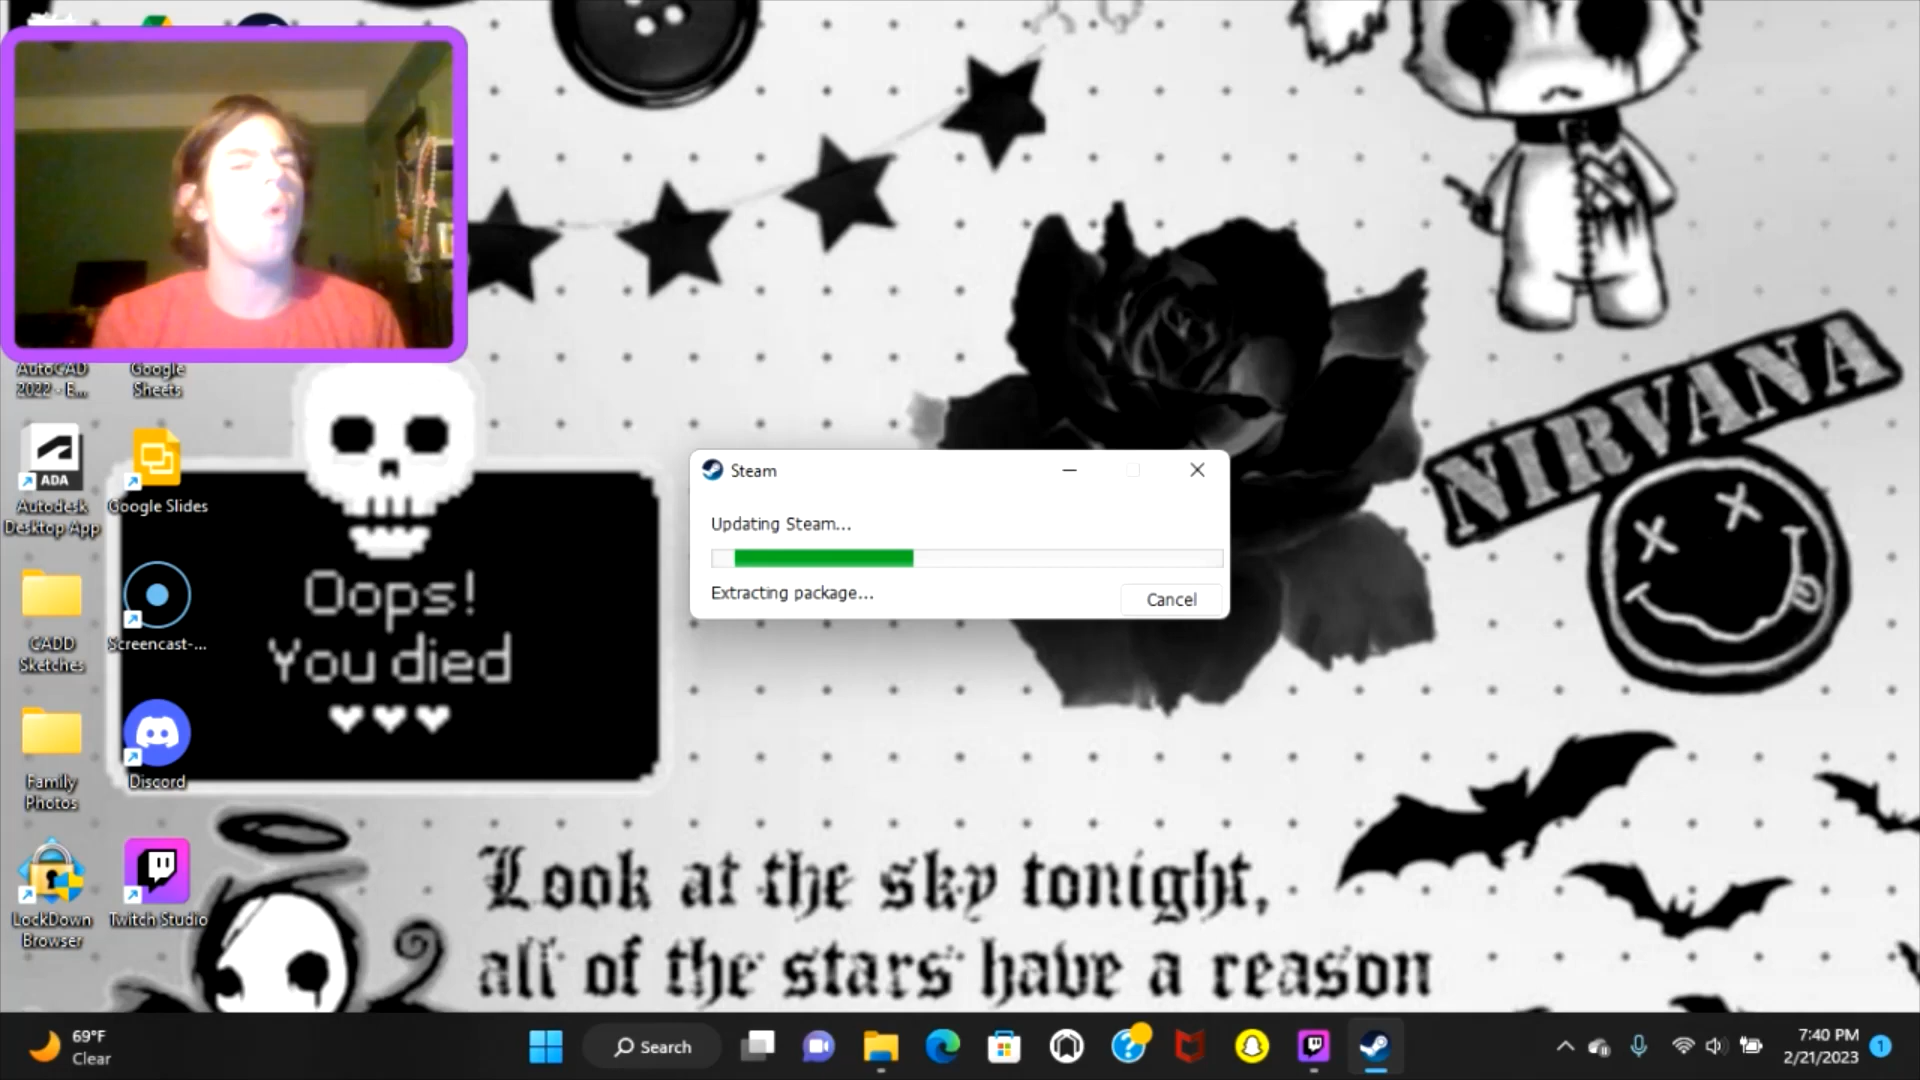 AutoCAD
2022 - E...
Google
Sheets
ADA
Autodesk
Desktop App
Google Slides
CADD
Sketches
Screencast-...
Family
Photos
Discord
LockDown
Browser
Twitch Studio
Oops!
You died
Steam
Updating Steam...
Extracting package...
Cancel
NIRVANA
Look at the sky tonight,
all of the stars have a reason
69°F
Clear
Search
7:40 PM
2/21/2023
1